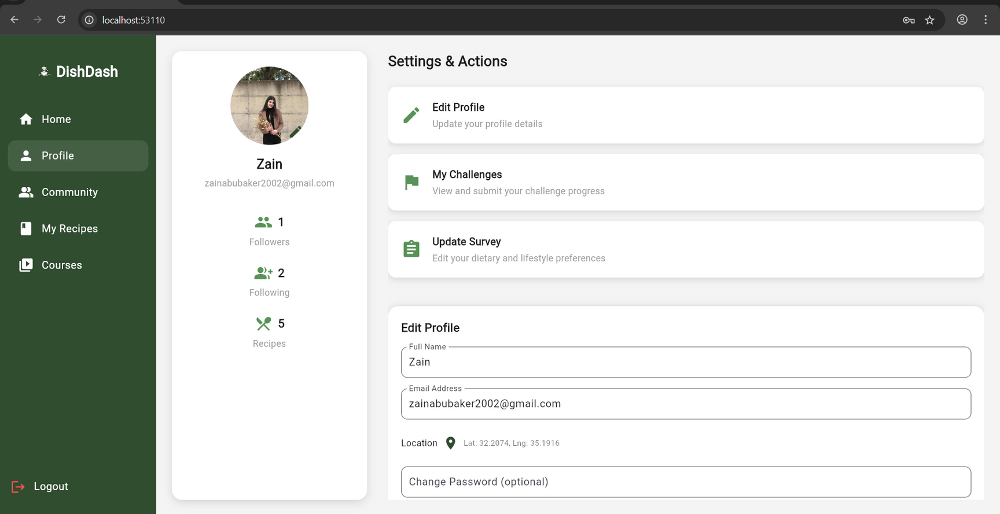 localhost:53110
DishDash
Home
Profile
Community
My Recipes
Courses
Logout
Zain
zainabubaker2002@gmail.com
1
Followers
2
Following
5
Recipes
Settings & Actions
Edit Profile
Update your profile details
My Challenges
View and submit your challenge progress
Update Survey
Edit your dietary and lifestyle preferences
Edit Profile
Full Name
Zain
Email Address
zainabubaker2002@gmail.com
Location Lat: 32.2074, Lng: 35.1916
Change Password (optional)